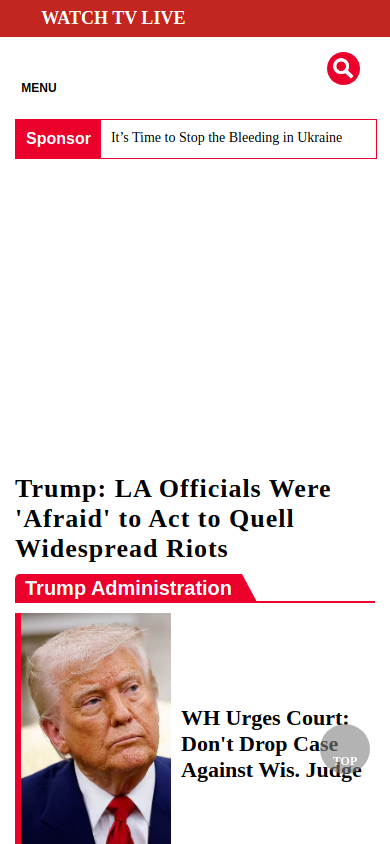 WATCH TV LIVE
MENU
Sponsor It’s Time to Stop the Bleeding in Ukraine
Trump: LA Officials Were
'Afraid' to Act to Quell
Widespread Riots
Trump Administration
WH Urges Court:
Don't Drop Case
Against Wis. Judge
TOP